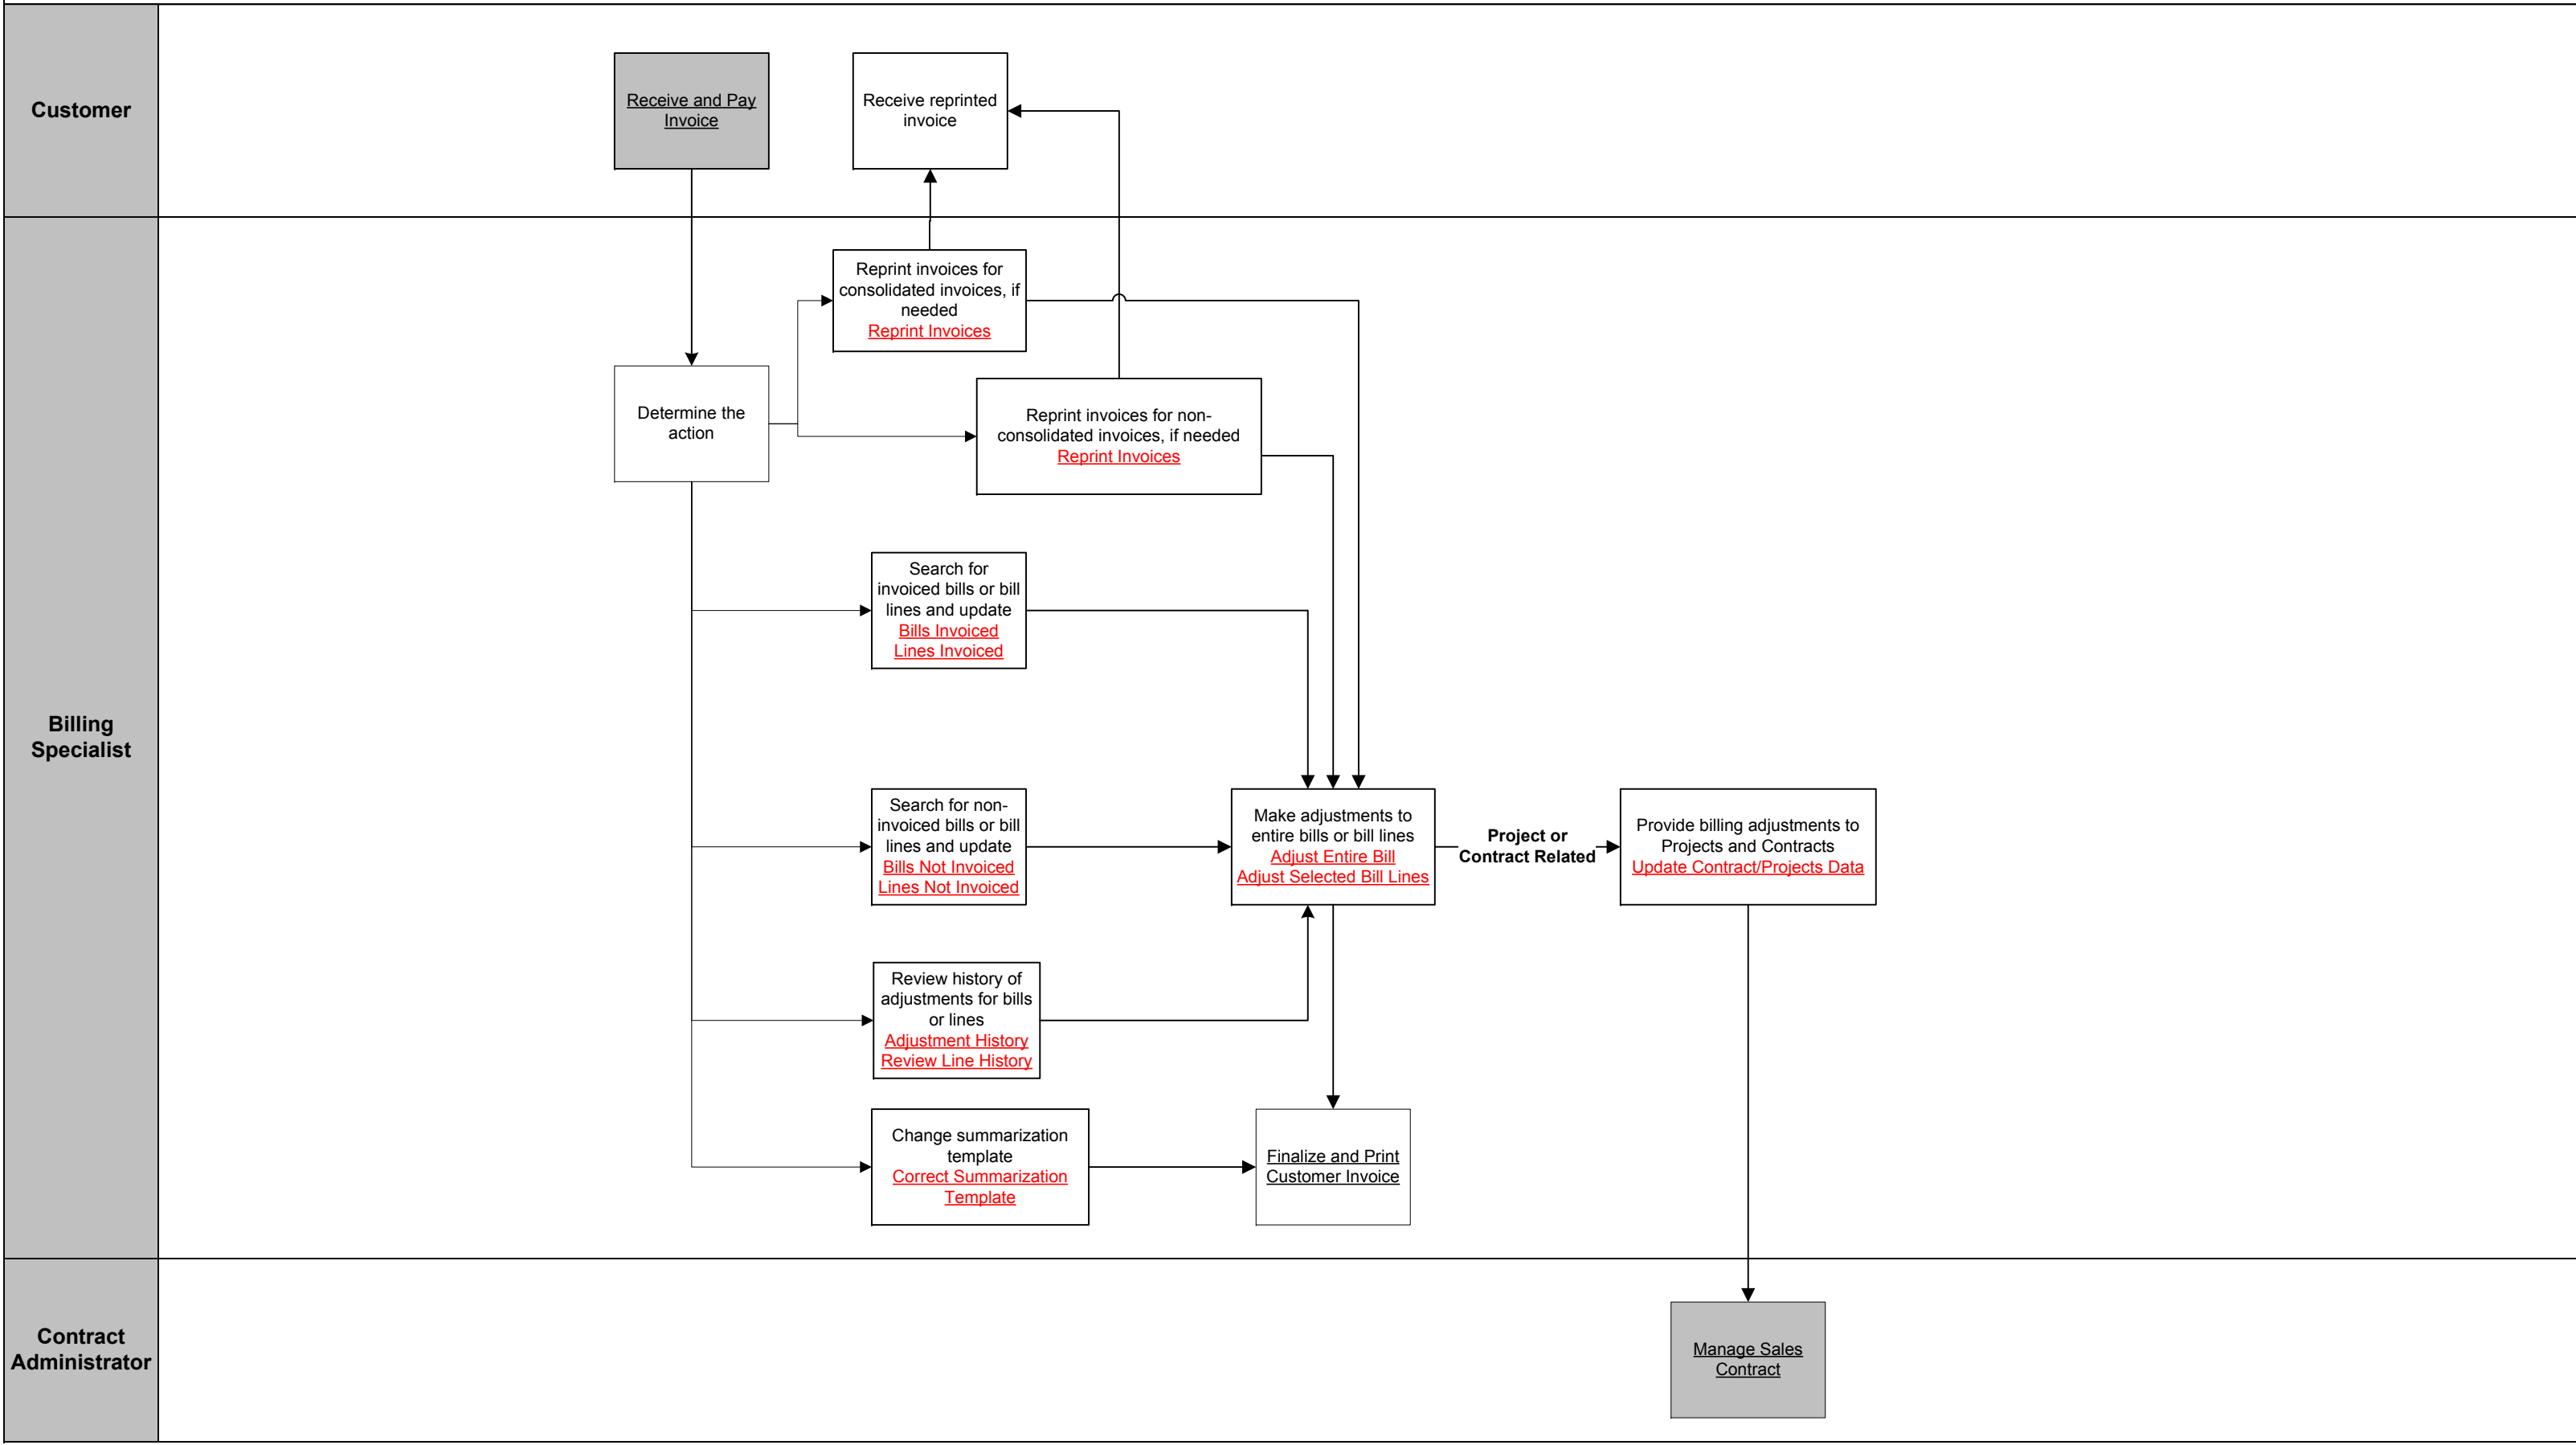 Customer
Receive and Pay
Invoice
Receive reprinted
invoice
Billing
Specialist
Reprint invoices for
consolidated invoices, if
needed
Reprint Invoices
Determine the
action
Reprint invoices for non-
consolidated invoices, if needed
Reprint Invoices
Search for
invoiced bills or bill
lines and update
Bills Invoiced
Lines Invoiced
Search for non-
invoiced bills or bill
lines and update
Bills Not Invoiced
Lines Not Invoiced
Make adjustments to
entire bills or bill lines
Adjust Entire Bill
Adjust Selected Bill Lines
Project or
Contract Related
Provide billing adjustments to
Projects and Contracts
Update Contract/Projects Data
Review history of
adjustments for bills
or lines
Adjustment History
Review Line History
Change summarization
template
Correct Summarization
Template
Finalize and Print
Customer Invoice
Contract
Administrator
Manage Sales
Contract